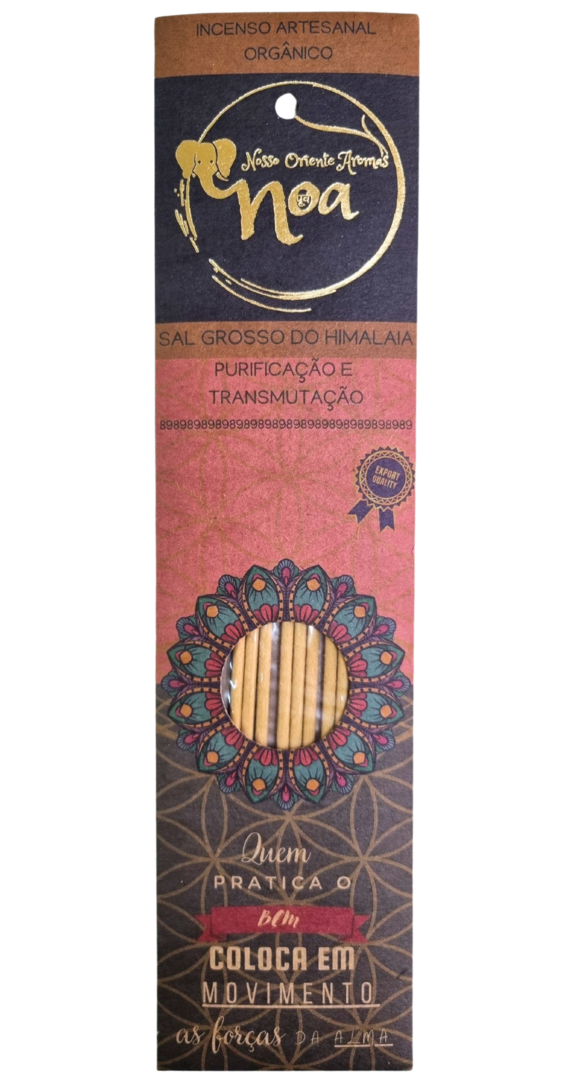 INCENSO ARTESANAL
ORGÂNICO
Nosso Oriente Aromas
noa
SAL GROSSO DO HIMALAIA
PURIFICAÇÃO E
TRANSMUTAÇÃO
898989898989898989898989898989898989
EXPORT
QUALITY
Quem
PRATICA O
BEM
COLOCA EM
MOVIMENTO
as forças DA ALMA